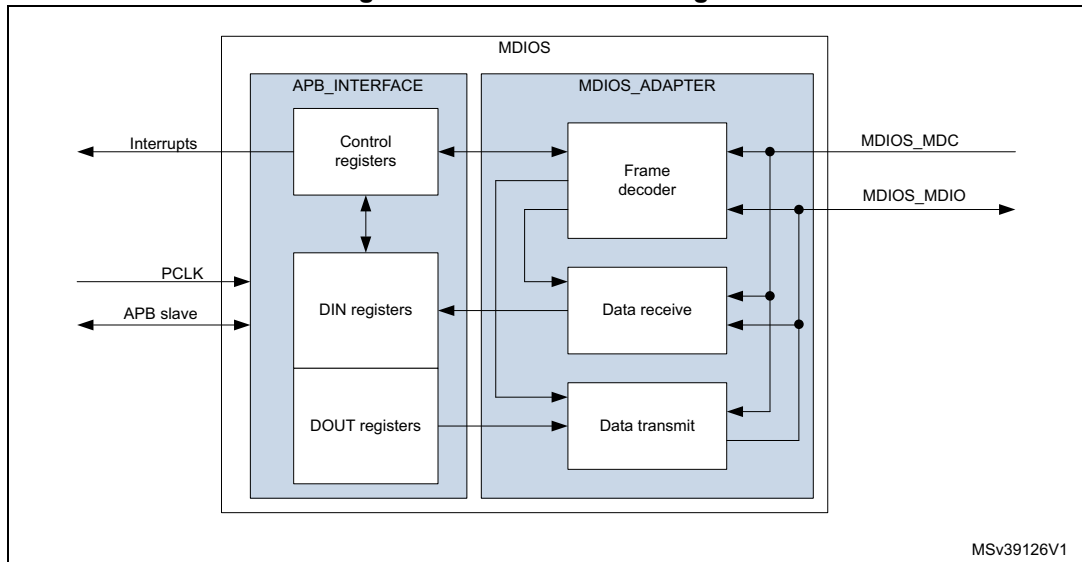 MDIOS
APB_INTERFACE
MDIOS_ADAPTER
Interrupts
Control
registers
Frame
decoder
MDIOS_MDC
MDIOS_MDIO
PCLK
APB slave
DIN registers
Data receive
DOUT registers
Data transmit
MSv39126V1